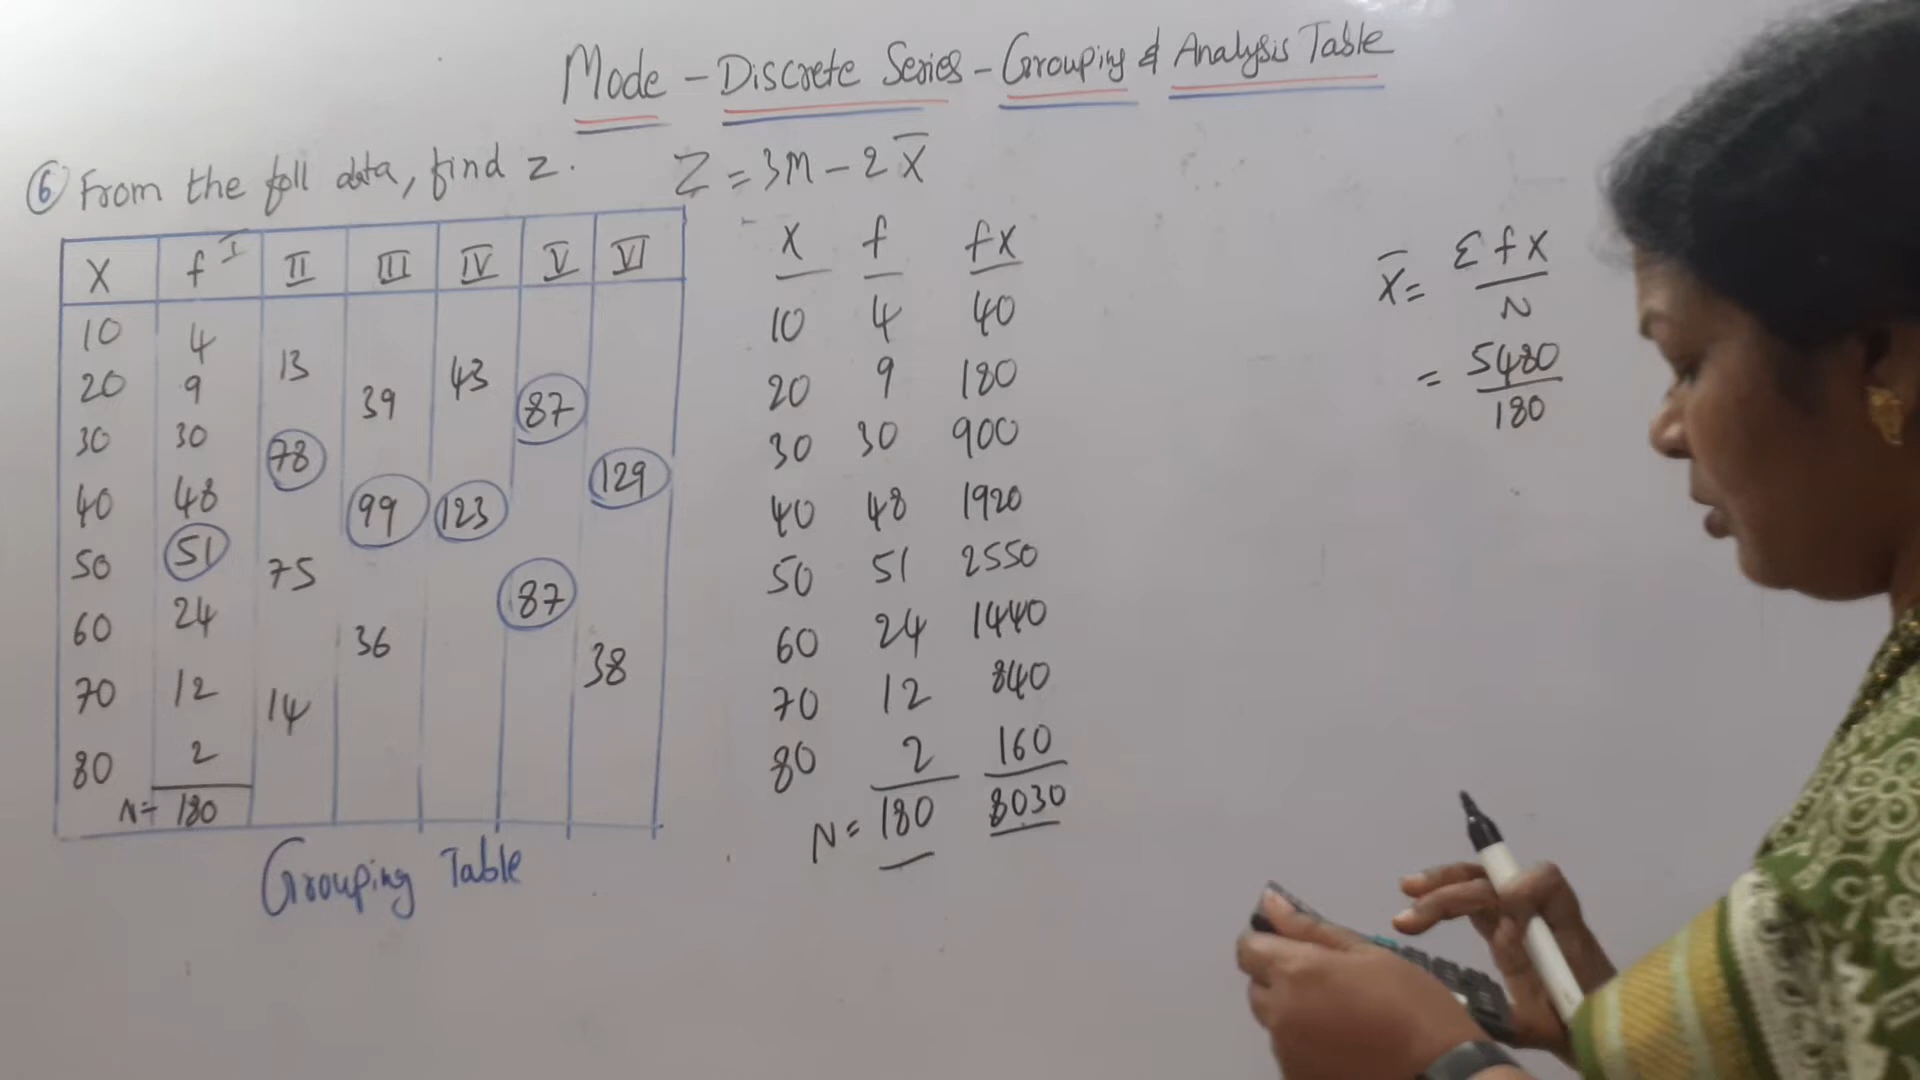 Mode - Discrete Series - Grouping & Analysis Table
⑥ From the foll data, find z.
Z = 3M - 2X̄
X f I II III IV V VI
10 4
20 9
30 30
40 48
50 51
60 24
70 12
80 2
N= 180
13
78
75
14
39
99
36
43
123
87
87
129
38
Grouping Table
X f fX
10 4 40
20 9 180
30 30 900
40 48 1920
50 51 2550
60 24 1440
70 12 840
80 2 160
N= 180 8030
X̄ = Σ f X / N
= 5480 / 180